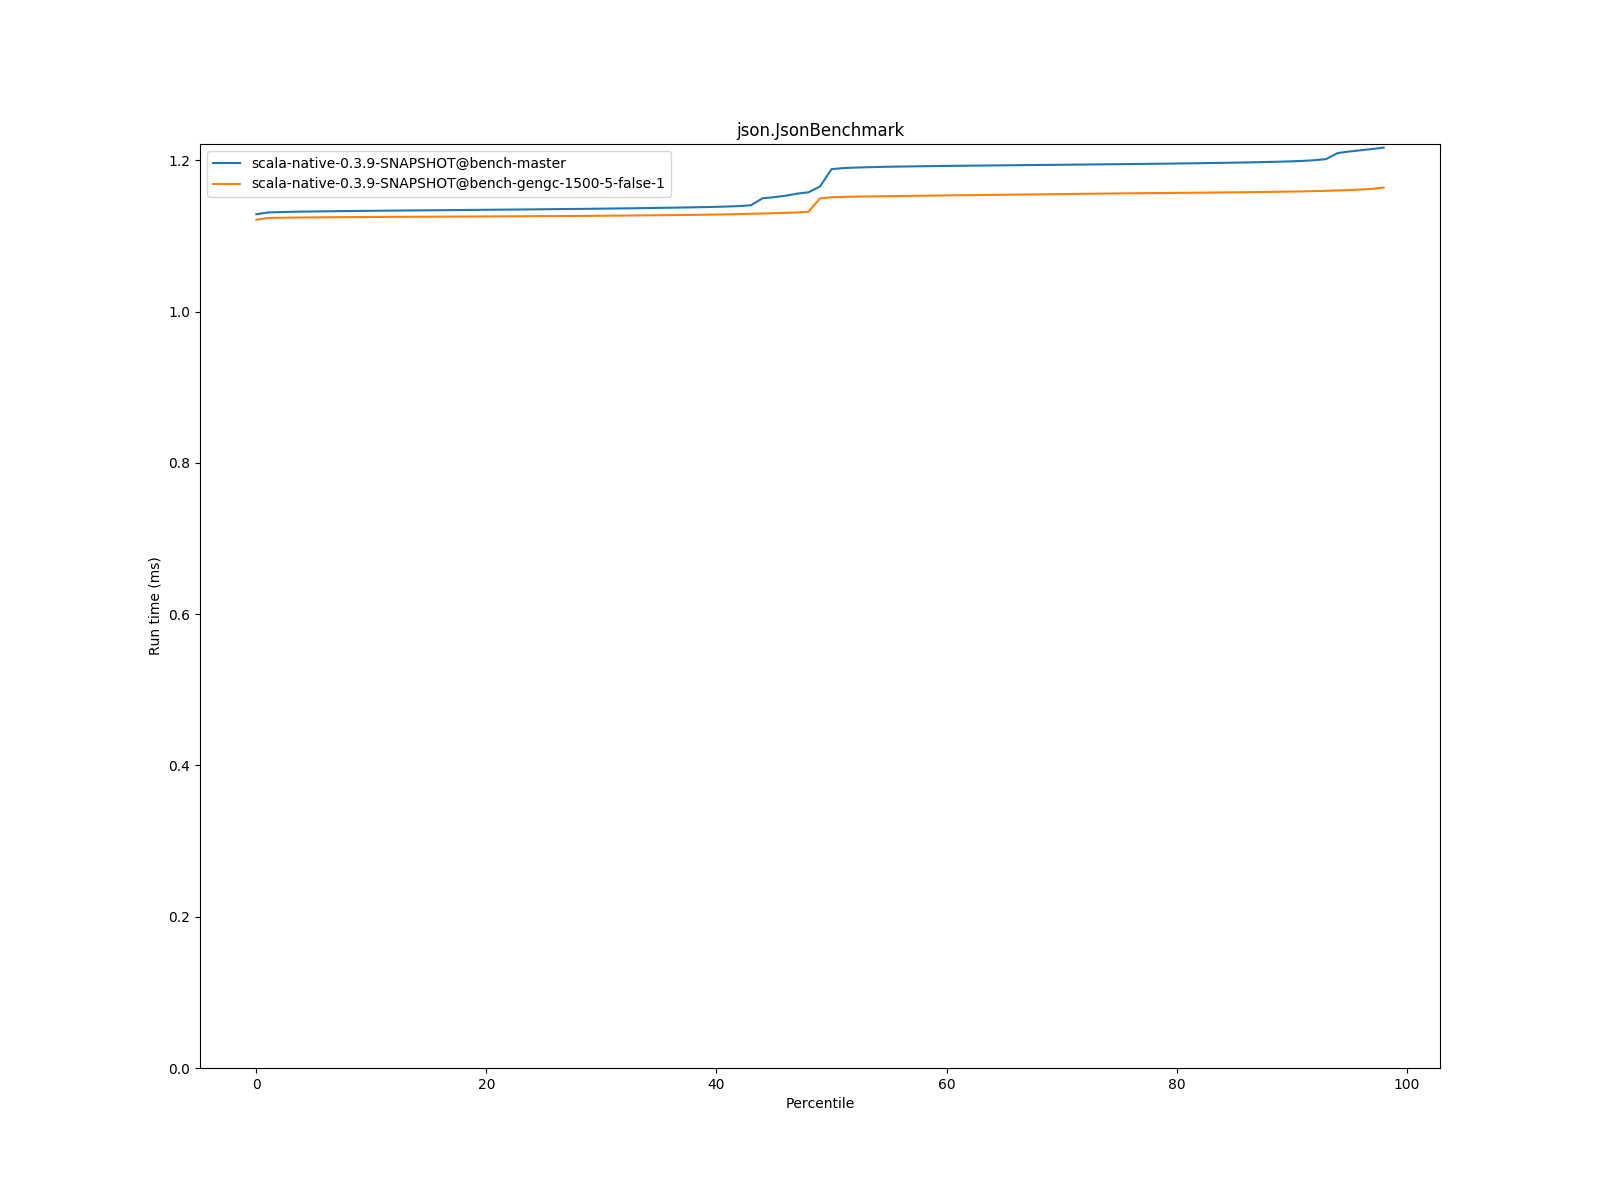 json.JsonBenchmark
scala-native-0.3.9-SNAPSHOT@bench-master
scala-native-0.3.9-SNAPSHOT@bench-gengc-1500-5-false-1
1.2
1.0
0.8
0.6
0.4
0.2
0.0
Run time (ms)
0 20 40 60 80 100
Percentile